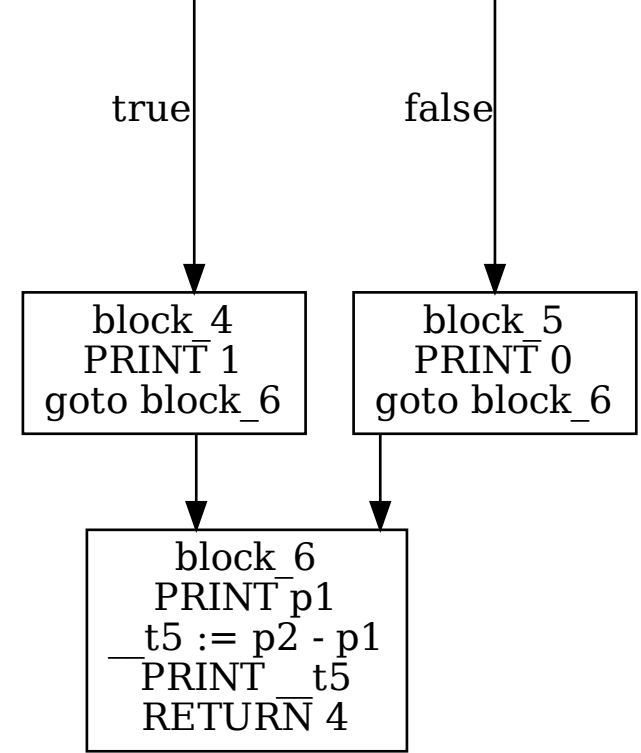 true
false
block_4
PRINT 1
goto block_6
block_5
PRINT 0
goto block_6
block_6
PRINT p1
__t5 := p2 - p1
PRINT __t5
RETURN 4